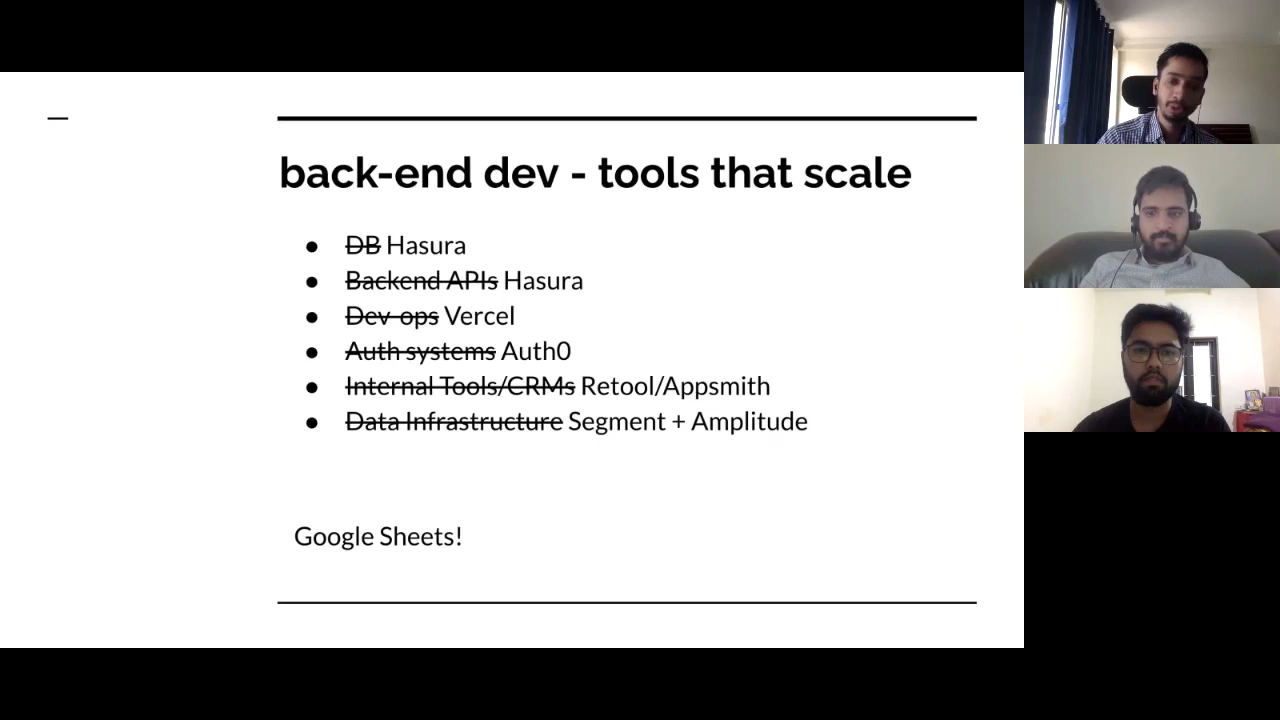 back-end dev - tools that scale
● DB Hasura
● Backend APIs Hasura
● Dev-ops Vercel
● Auth systems Auth0
● Internal Tools/CRMs Retool/Appsmith
● Data Infrastructure Segment + Amplitude
Google Sheets!